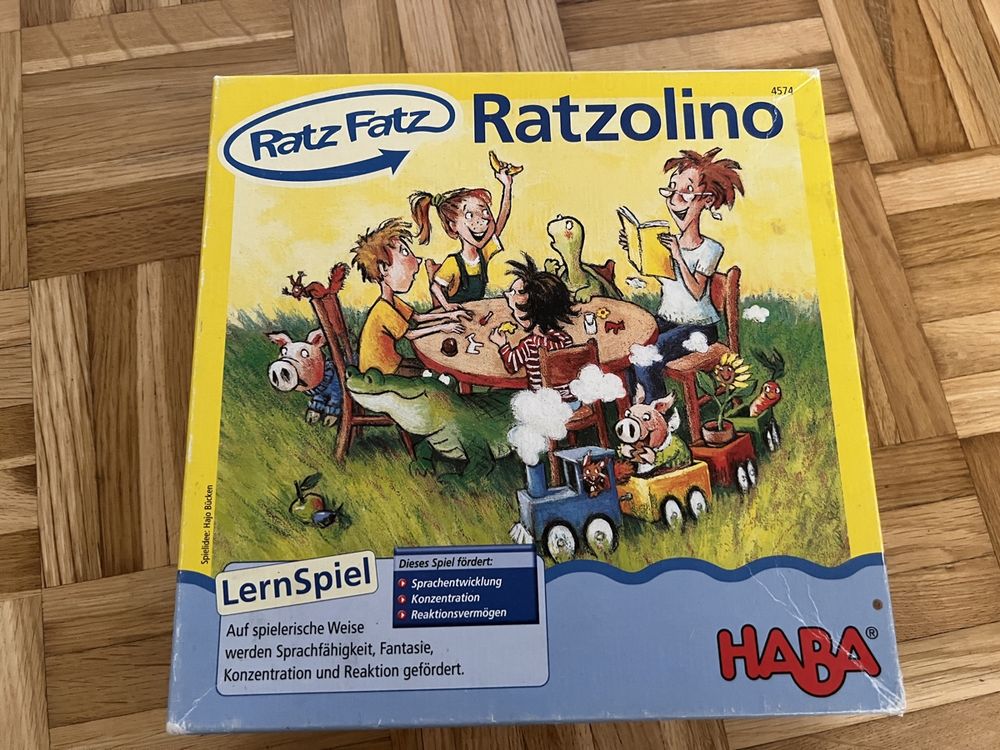 4574
Ratz Fatz
Ratzolino
Spielidee: Hajo Bücken
LernSpiel
Auf spielerische Weise
werden Sprachfähigkeit, Fantasie,
Konzentration und Reaktion gefördert.
Dieses Spiel fördert:
Sprachentwicklung
Konzentration
Reaktionsvermögen
HABA®